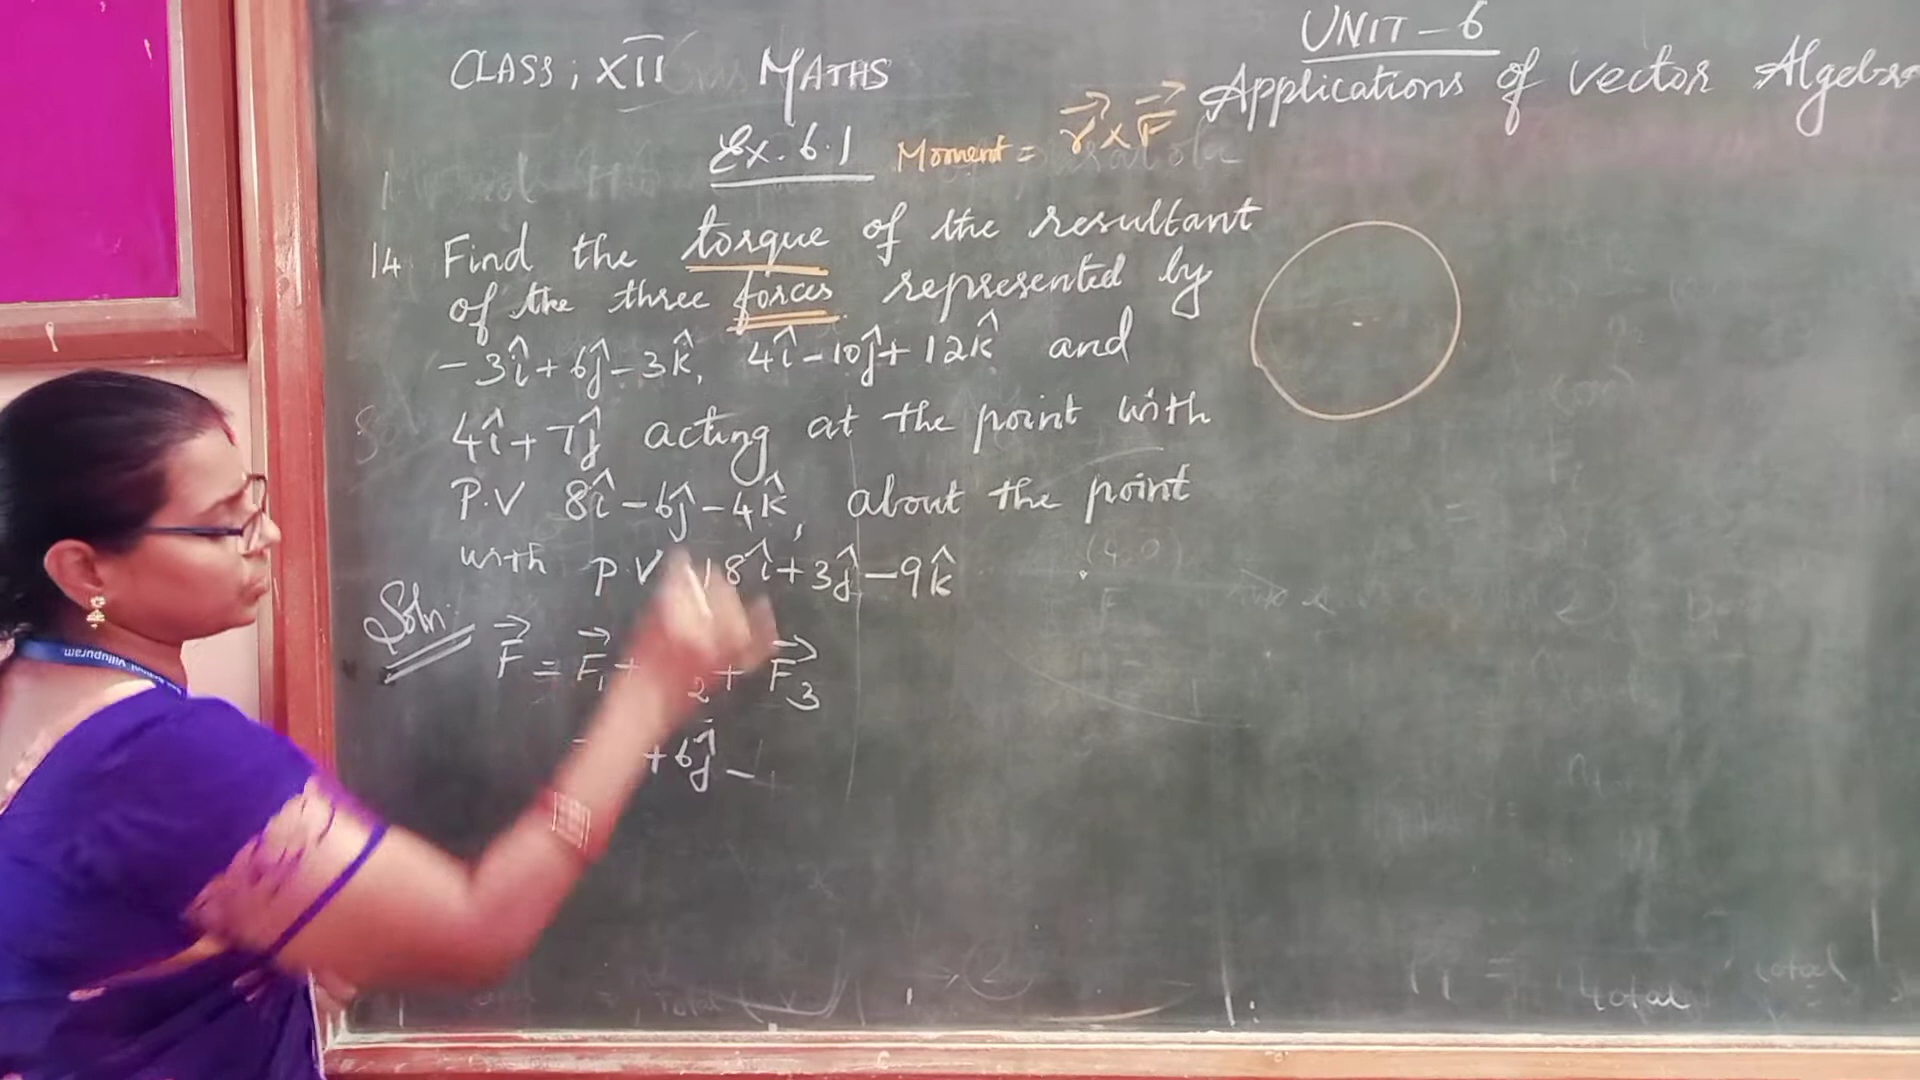 UNIT-6
CLASS; XII MATHS
Applications of Vector Algebra
Ex. 6.1 Moment = r⃗ × F⃗
14 Find the torque of the resultant
of the three forces represented by
-3î+6ĵ-3k̂, 4î-10ĵ+12k̂ and
4î+7ĵ acting at the point with
P.V 8î-6ĵ-4k̂, about the point
with P.V 18î+3ĵ-9k̂
Soln:
F⃗ = F⃗₁ + ₂ + F⃗₃
+6ĵ -
Villupuram
total